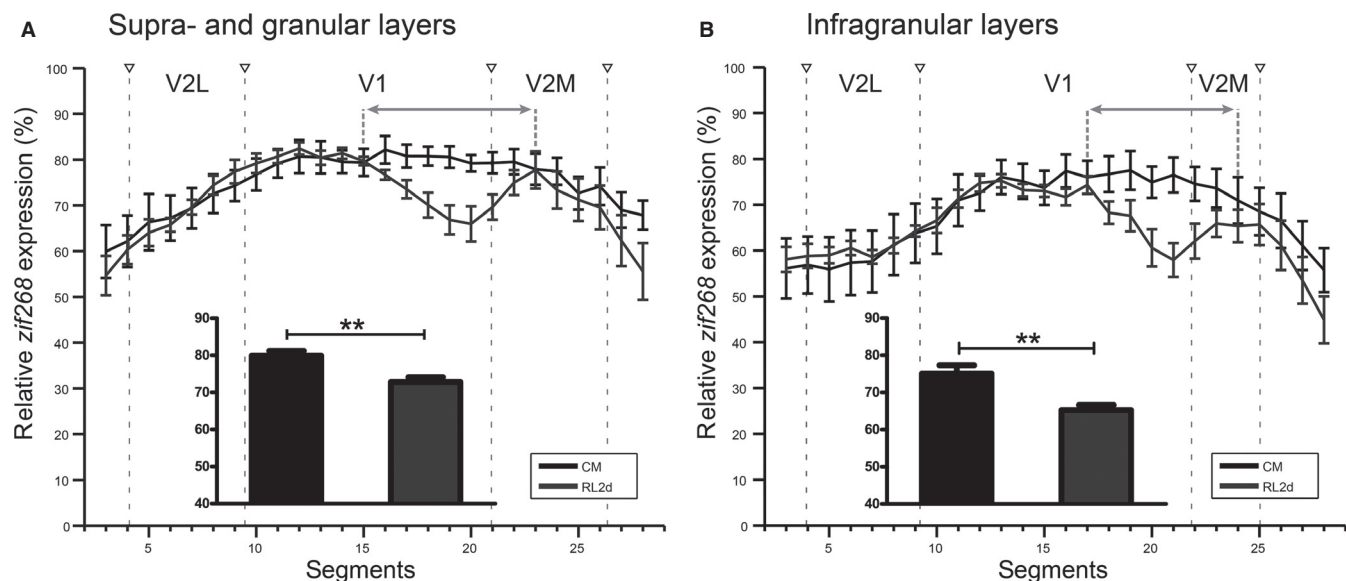 A Supra- and granular layers
V2L V1 V2M
Relative zif268 expression (%)
100
90
80
70
60
50
40
30
20
10
0
5 10 15 20 25
Segments
90
80
70
60
50
40
**
CM
RL2d
B Infragranular layers
V2L V1 V2M
Relative zif268 expression (%)
100
90
80
70
60
50
40
30
20
10
0
5 10 15 20 25
Segments
90
80
70
60
50
40
**
CM
RL2d